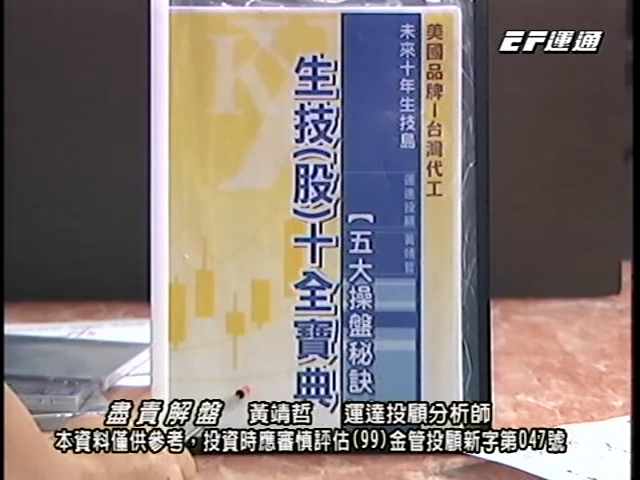 EF運通
美國品牌－台灣代工
未來十年生技島
運達投顧 黃靖哲
【五大操盤秘訣
生技(股)十全寶典
盡責解盤 黃靖哲 運達投顧分析師
本資料僅供參考，投資時應審慎評估(99)金管投顧新字第047號